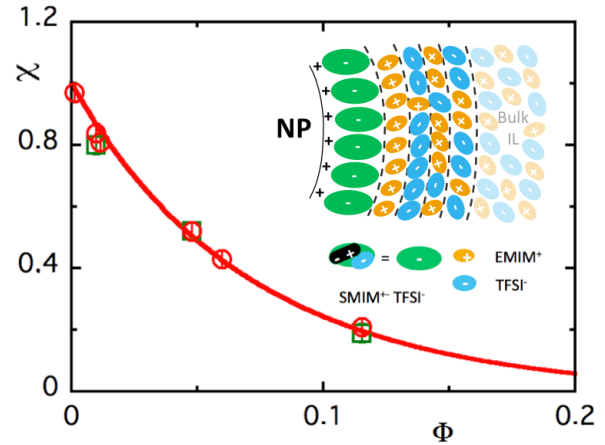 1.2
χ
0.8
0.4
0
0
0.1
0.2
Φ
NP
Bulk
IL
= EMIM⁺
SMIM⁺⁻ TFSI⁻
TFSI⁻